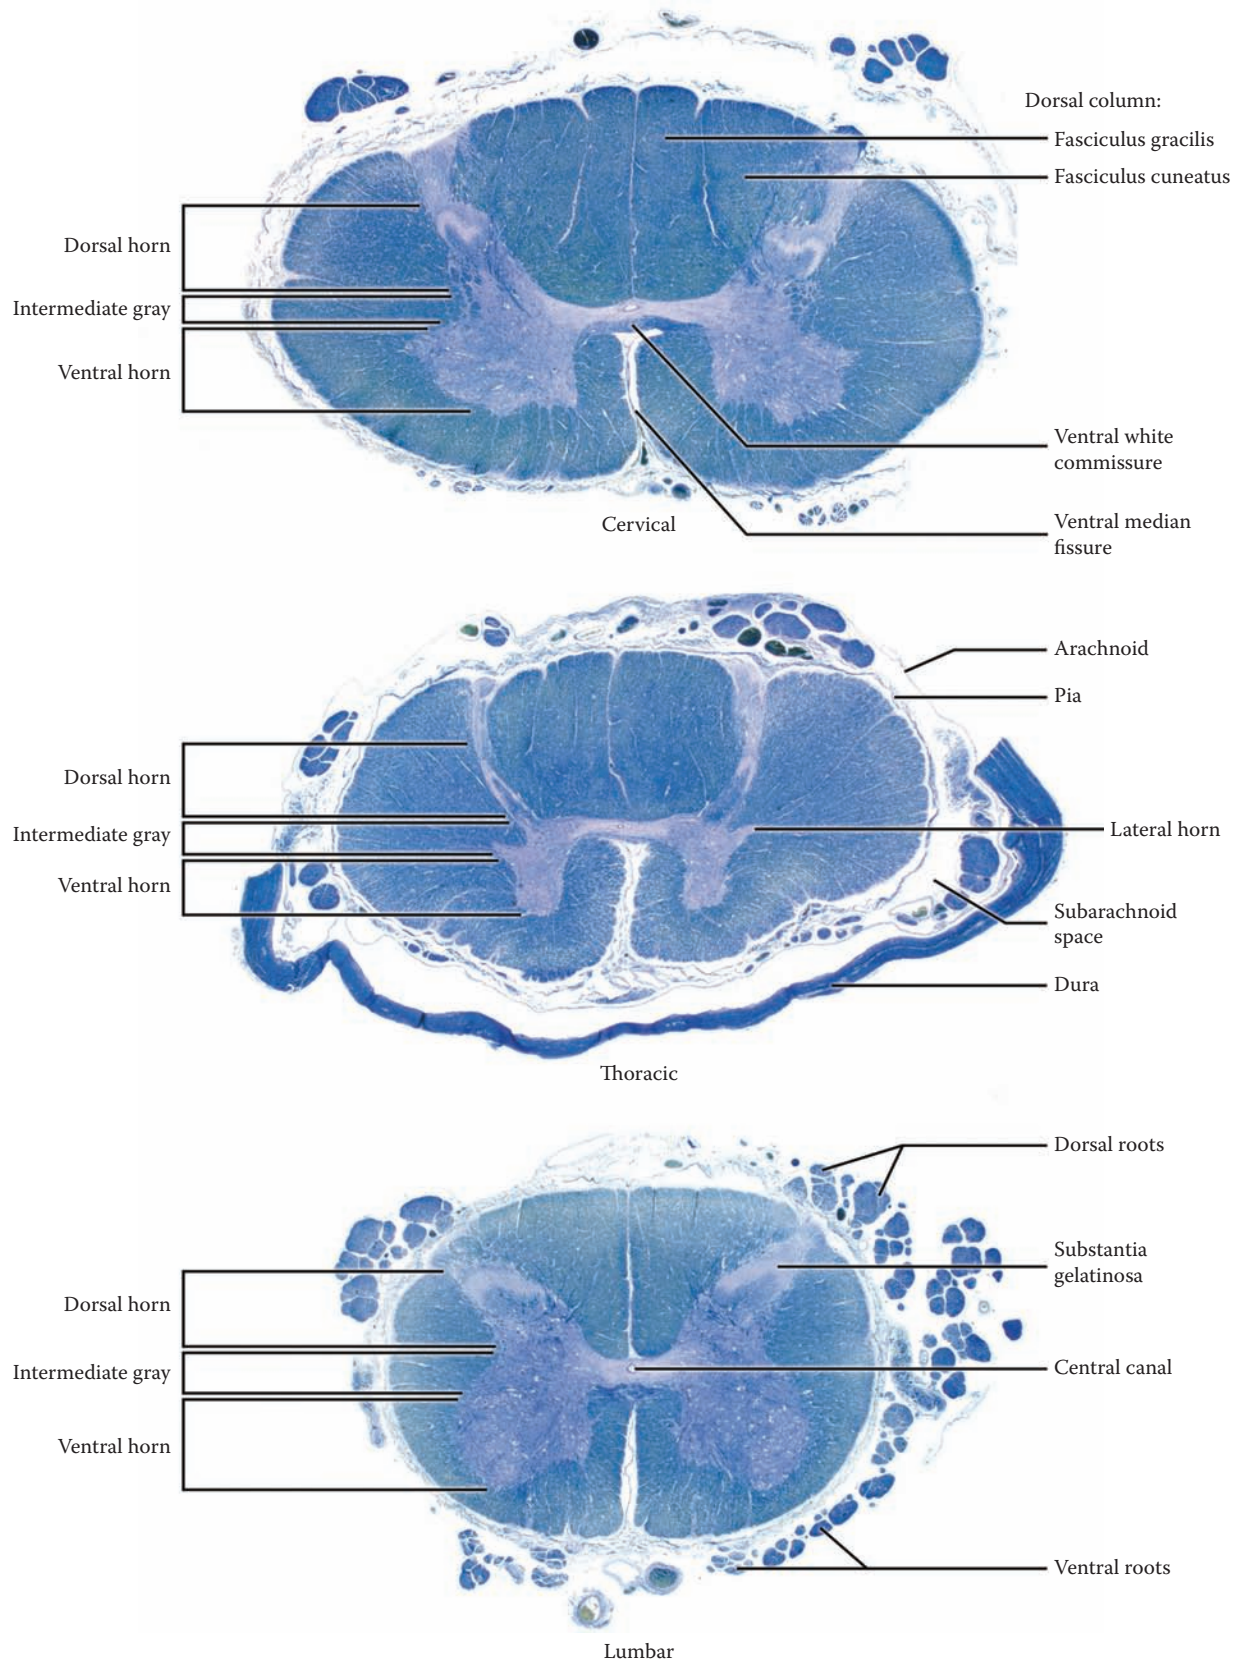 Dorsal column:
Fasciculus gracilis
Fasciculus cuneatus
Dorsal horn
Intermediate gray
Ventral horn
Ventral white
commissure
Ventral median
fissure
Cervical
Arachnoid
Pia
Dorsal horn
Intermediate gray
Ventral horn
Lateral horn
Subarachnoid
space
Dura
Thoracic
Dorsal roots
Substantia
gelatinosa
Dorsal horn
Intermediate gray
Ventral horn
Central canal
Ventral roots
Lumbar